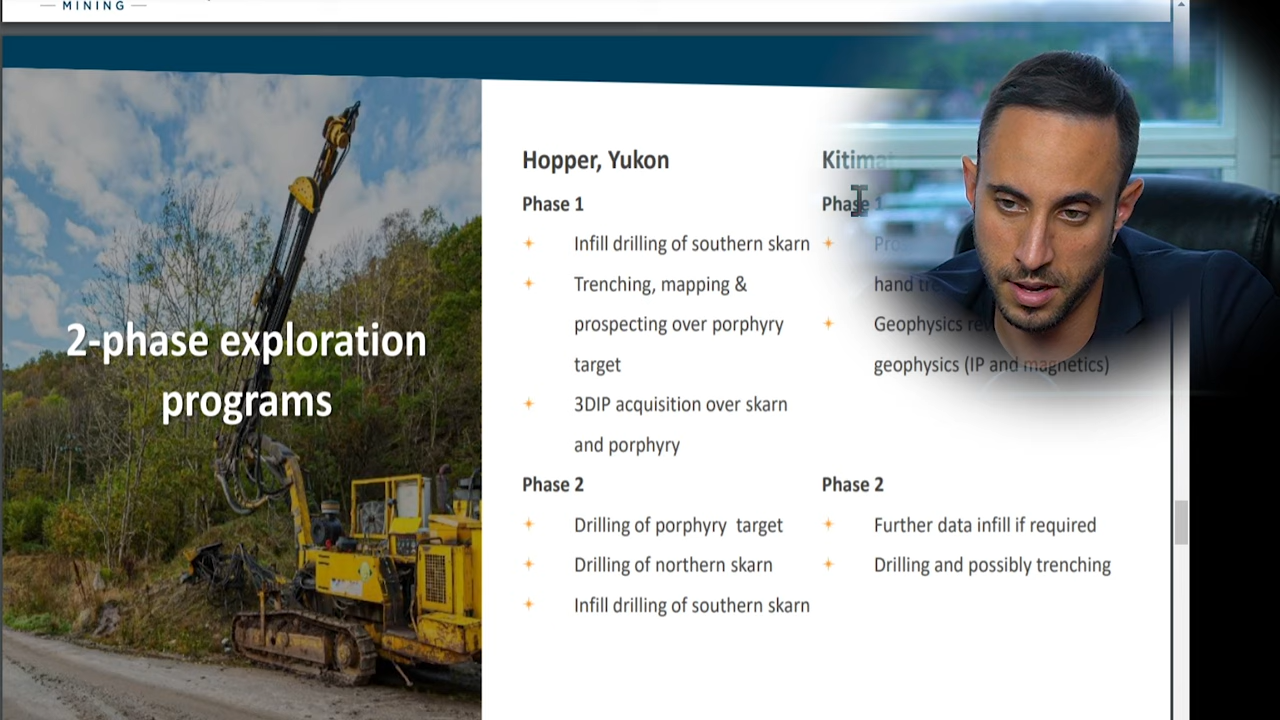 MINING
2-phase exploration
programs
Hopper, Yukon
Phase 1
Infill drilling of southern skarn
Trenching, mapping &
prospecting over porphyry
target
3DIP acquisition over skarn
and porphyry
Phase 2
Drilling of porphyry target
Drilling of northern skarn
Infill drilling of southern skarn
Phase 1
hand
Geophysics
geophysics (IP and magnetics)
Phase 2
Further data infill if required
Drilling and possibly trenching